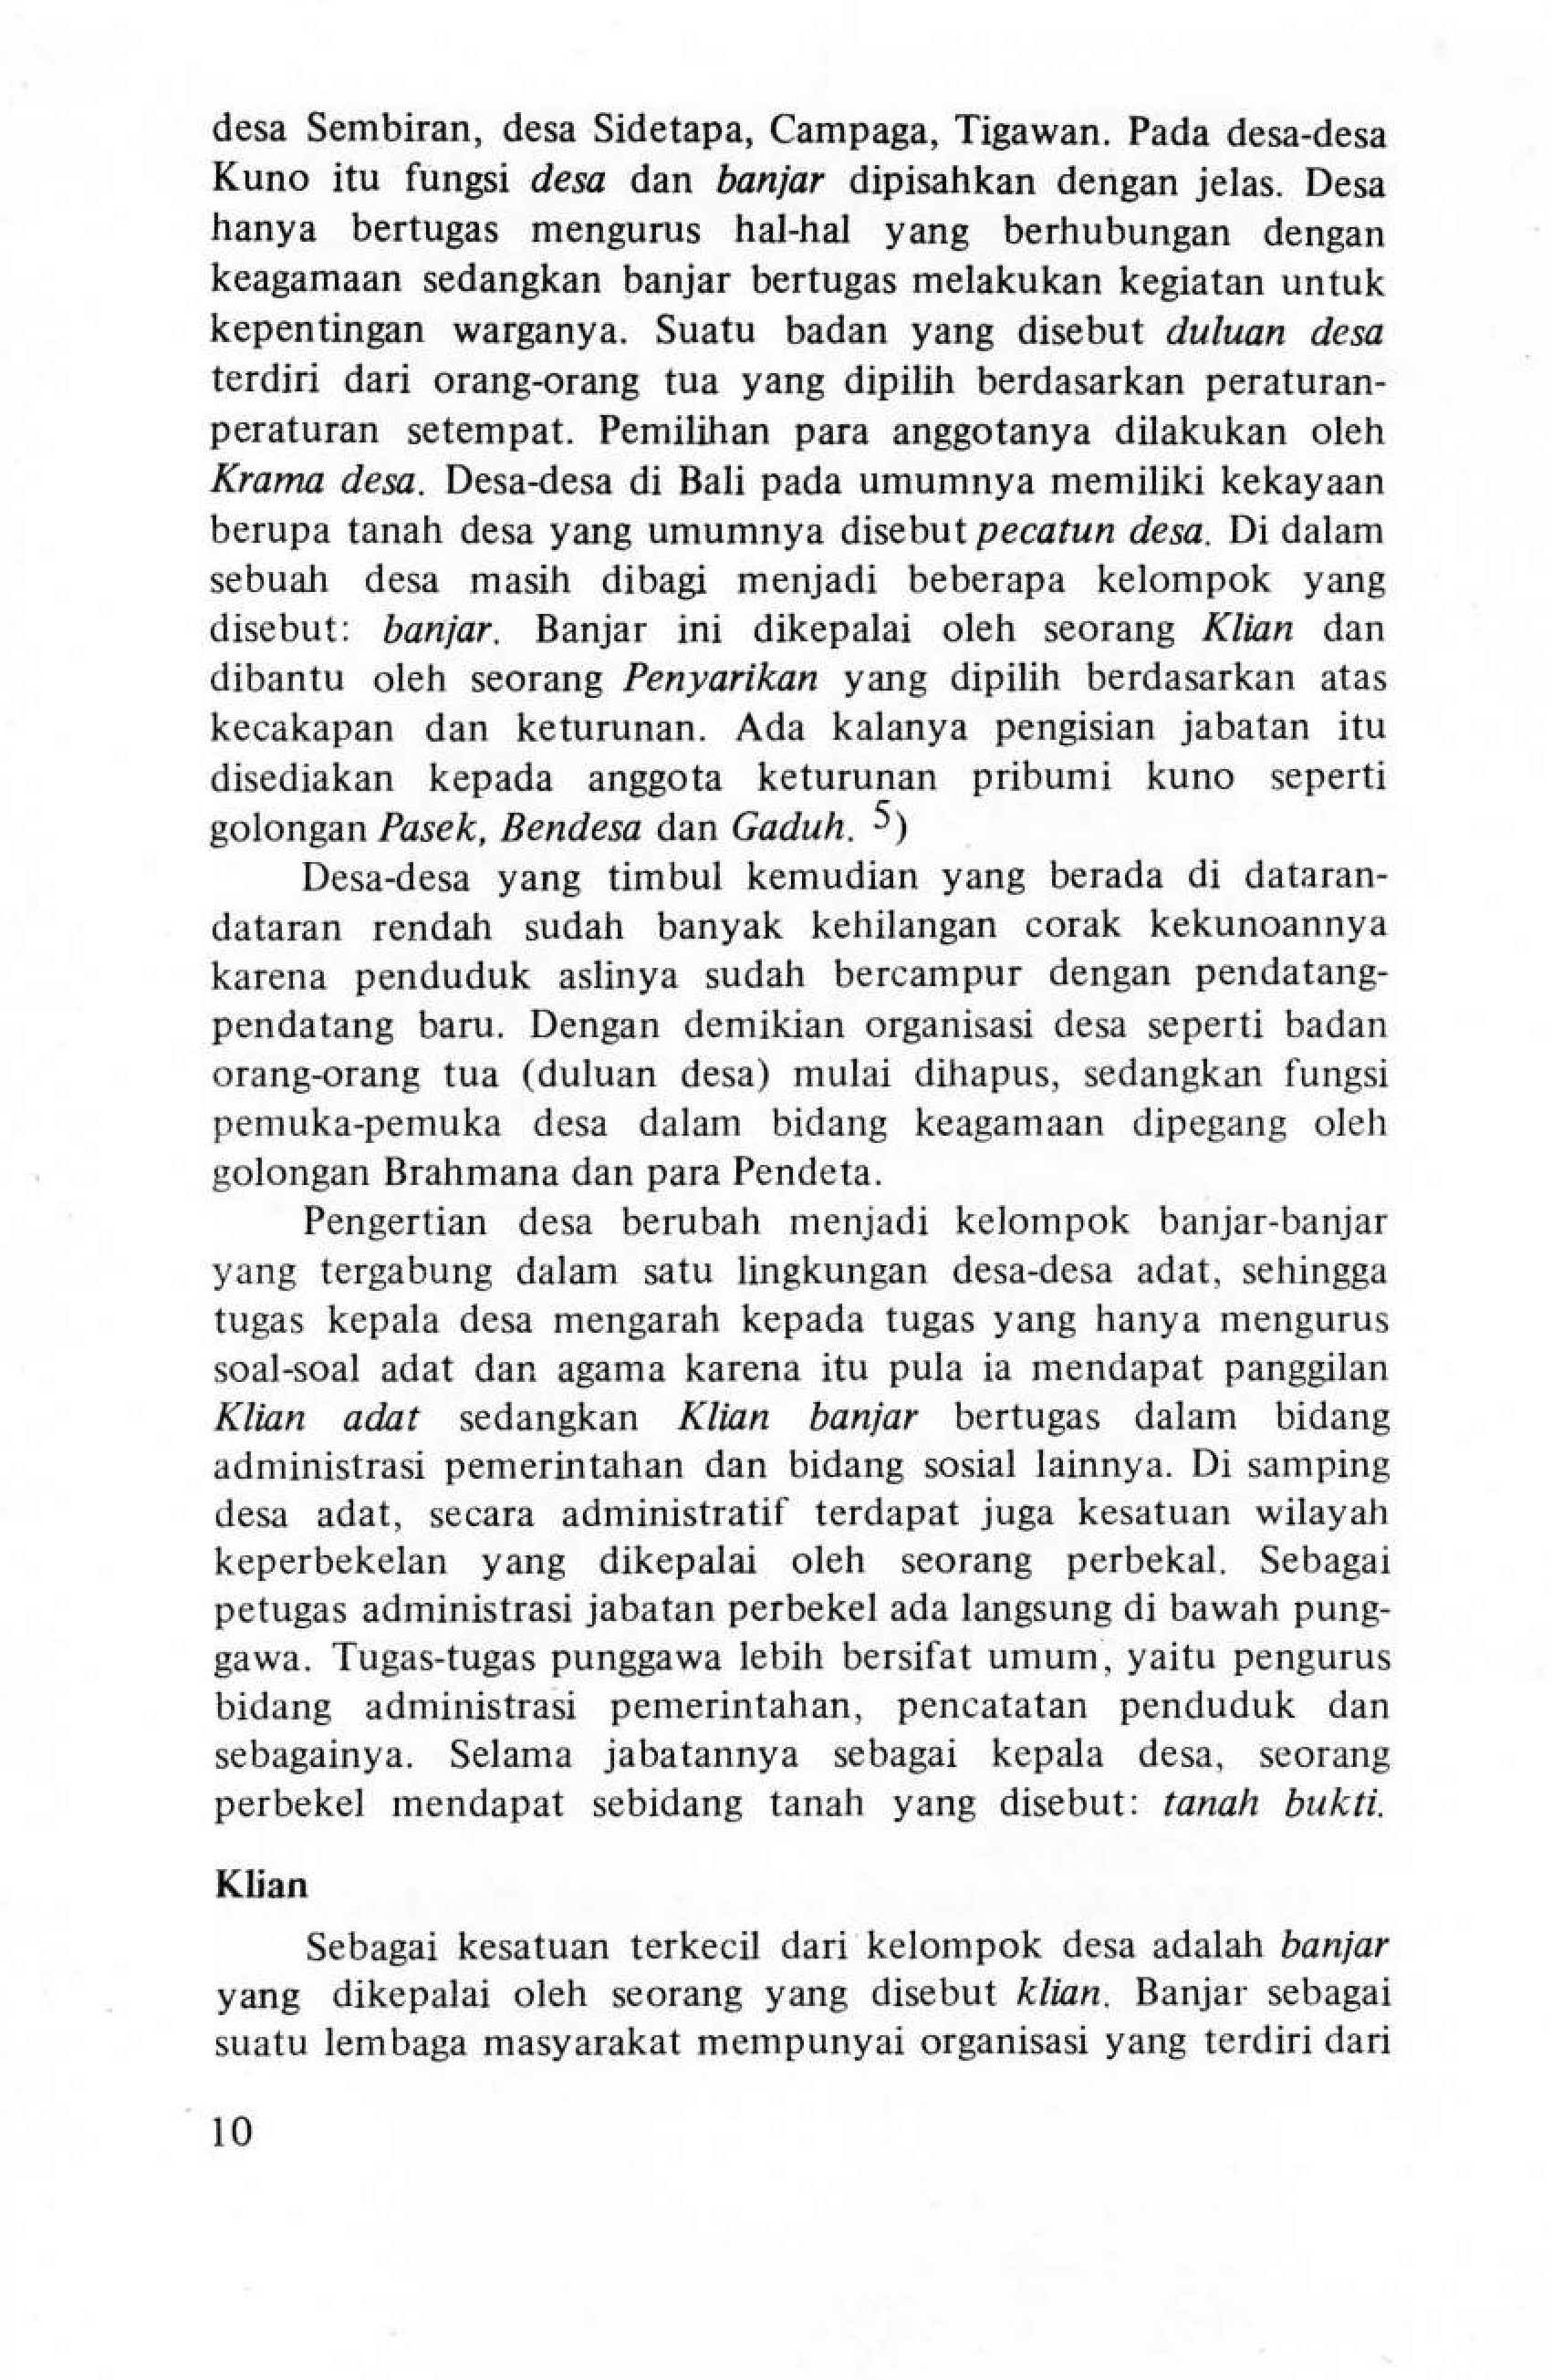 desa Sembiran, desa Sidetapa, Campaga, Tigawan. Pada desa-desa
Kuno itu fungsi desa dan banjar dipisahkan dengan jelas. Desa
hanya bertugas mengurus hal-hal yang berhubungan dengan
keagamaan sedangkan banjar bertugas melakukan kegiatan untuk
kepentingan warganya. Suatu badan yang disebut duluan desa
terdiri dari orang-orang tua yang dipilih berdasarkan peraturan-
peraturan setempat. Pemilihan para anggotanya dilakukan oleh
Krama desa. Desa-desa di Bali pada umumnya memiliki kekayaan
berupa tanah desa yang umumnya disebut pecatun desa. Di dalam
sebuah desa masih dibagi menjadi beberapa kelompok yang
disebut: banjar. Banjar ini dikepalai oleh seorang Klian dan
dibantu oleh seorang Penyarikan yang dipilih berdasarkan atas
kecakapan dan keturunan. Ada kalanya pengisian jabatan itu
disediakan kepada anggota keturunan pribumi kuno seperti
golongan Pasek, Bendesa dan Gaduh. 5)
Desa-desa yang timbul kemudian yang berada di dataran-
dataran rendah sudah banyak kehilangan corak kekunoannya
karena penduduk aslinya sudah bercampur dengan pendatang-
pendatang baru. Dengan demikian organisasi desa seperti badan
orang-orang tua (duluan desa) mulai dihapus, sedangkan fungsi
pemuka-pemuka desa dalam bidang keagamaan dipegang oleh
golongan Brahmana dan para Pendeta.
Pengertian desa berubah menjadi kelompok banjar-banjar
yang tergabung dalam satu lingkungan desa-desa adat, sehingga
tugas kepala desa mengarah kepada tugas yang hanya mengurus
soal-soal adat dan agama karena itu pula ia mendapat panggilan
Klian adat sedangkan Klian banjar bertugas dalam bidang
administrasi pemerintahan dan bidang sosial lainnya. Di samping
desa adat, secara administratif terdapat juga kesatuan wilayah
keperbekelan yang dikepalai oleh seorang perbekal. Sebagai
petugas administrasi jabatan perbekel ada langsung di bawah pung-
gawa. Tugas-tugas punggawa lebih bersifat umum, yaitu pengurus
bidang administrasi pemerintahan, pencatatan penduduk dan
sebagainya. Selama jabatannya sebagai kepala desa, seorang
perbekel mendapat sebidang tanah yang disebut: tanah bukti.
Klian
Sebagai kesatuan terkecil dari kelompok desa adalah banjar
yang dikepalai oleh seorang yang disebut klian. Banjar sebagai
suatu lembaga masyarakat mempunyai organisasi yang terdiri dari
10